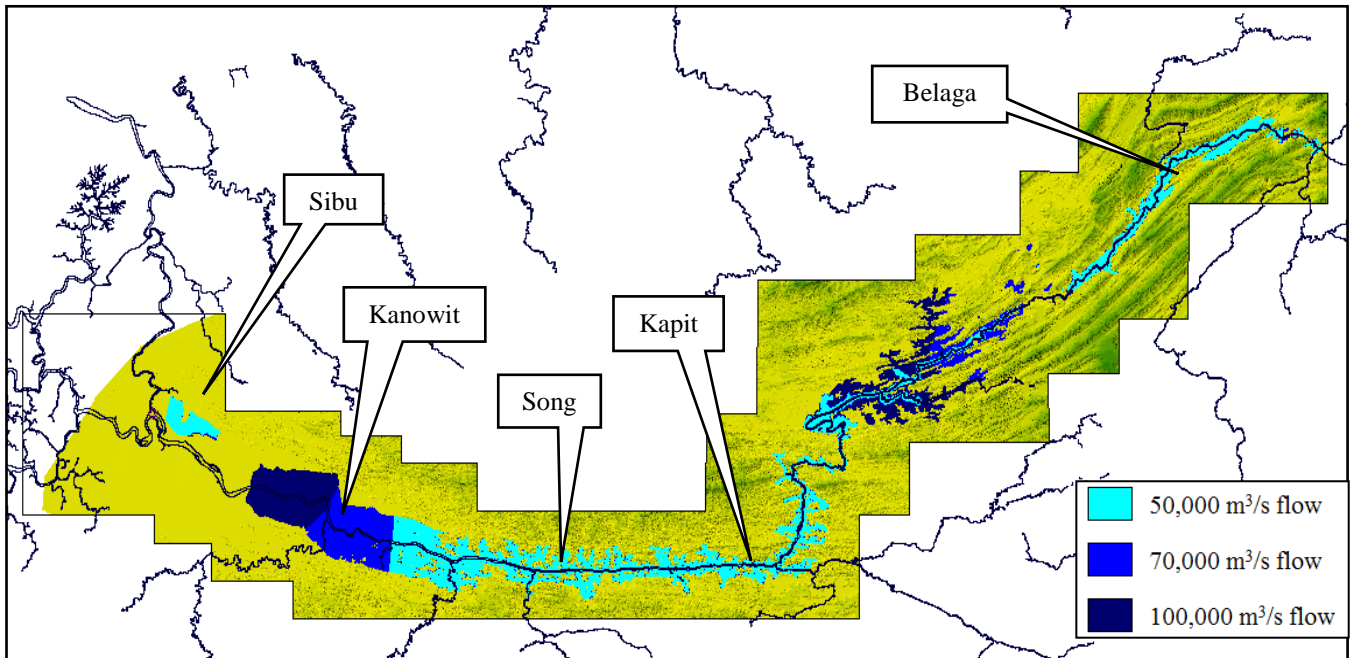 Belaga
Sibu
Kanowit
Kapit
Song
50,000 m³/s flow
70,000 m³/s flow
100,000 m³/s flow